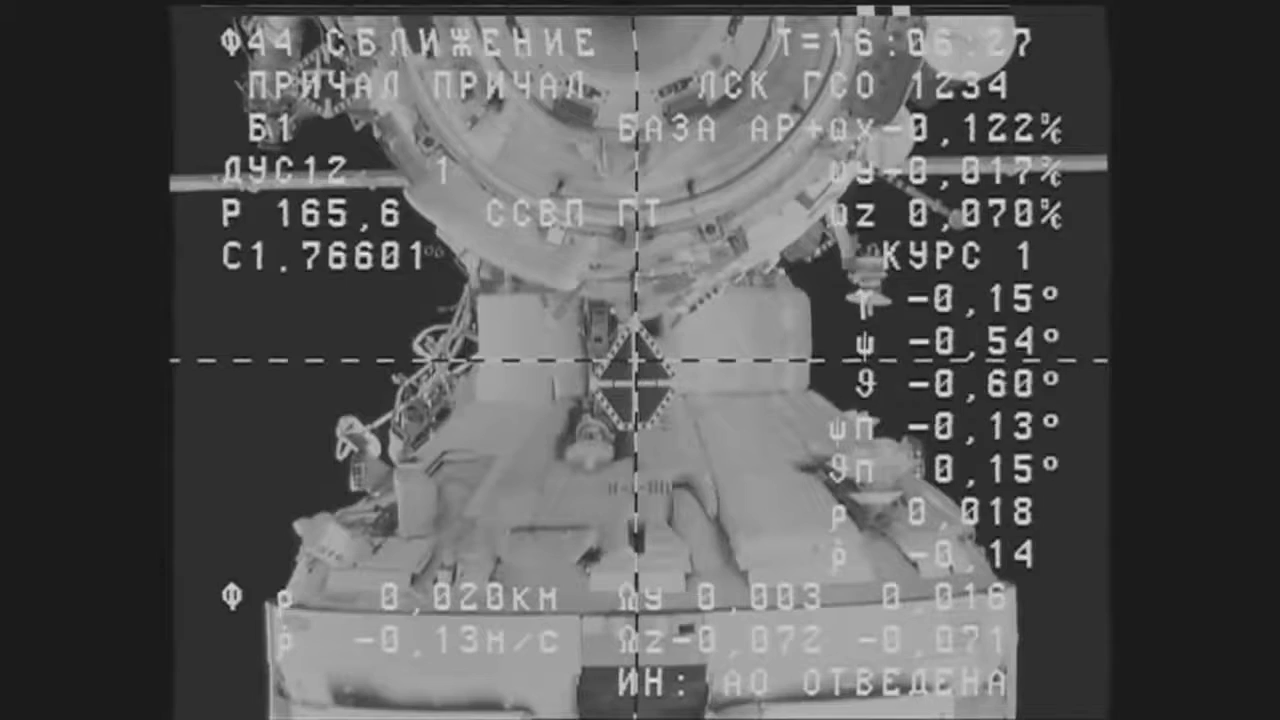 Ф44 СБЛИЖЕНИЕ T=16:06:27
ПРИЧАЛ ПРИЧАЛ ЛСК ГСО 1234
Б1 БАЗА АР+ωx-0,122%
ДУС12 1 ωy-0,017%
Р 165,6 ССВП ГТ ωz 0,070%
С1.76601 КУРС 1
γ -0,15°
ψ -0,54°
ϑ -0,60°
ψп -0,13°
ϑп 0,15°
ρ 0,018
ρ̇ -0,14
Ф ρ 0,020КМ Ωy 0,003 0,016
ρ̇ -0,13М/С Ωz-0,072 -0,071
ИН: АО ОТВЕДЕНА